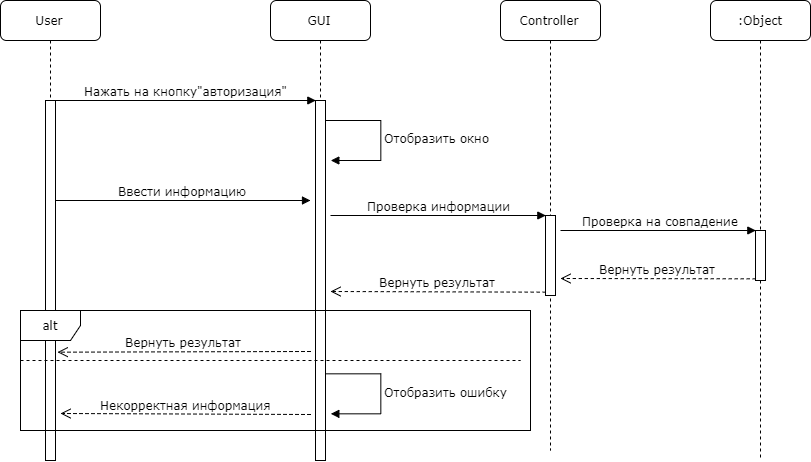 User
GUI
Controller
:Object
Нажать на кнопку"авторизация"
Отобразить окно
Ввести информацию
Проверка информации
Проверка на совпадение
Вернуть результат
Вернуть результат
alt
Вернуть результат
Отобразить ошибку
Некорректная информация